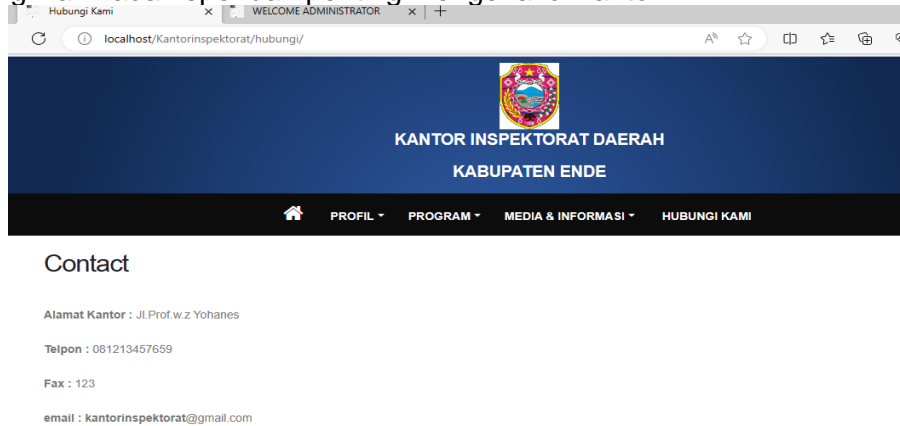 Hubungi Kami
WELCOME ADMINISTRATOR
localhost/Kantorinspektorat/hubungi/
KANTOR INSPEKTORAT DAERAH
KABUPATEN ENDE
PROFIL PROGRAM MEDIA & INFORMASI HUBUNGI KAMI
Contact
Alamat Kantor : Jl.Prof.w.z Yohanes
Telpon : 081213457659
Fax : 123
email : kantorinspektorat@gmail.com